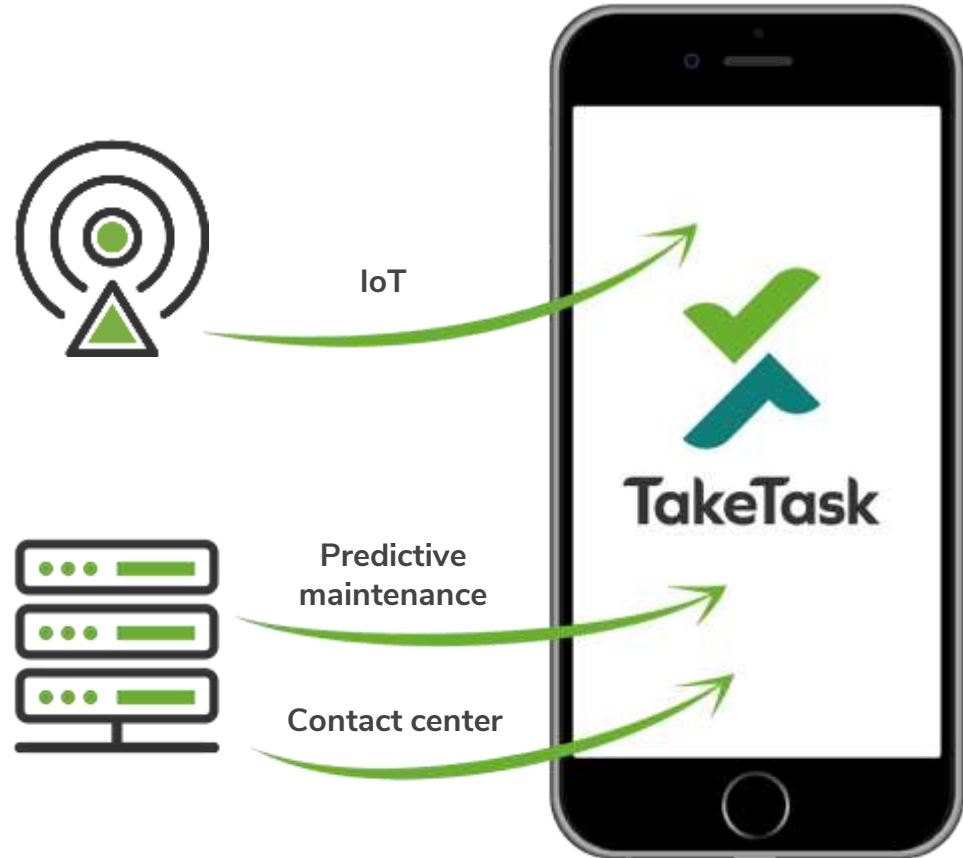 IoT
TakeTask
Predictive
maintenance
Contact center